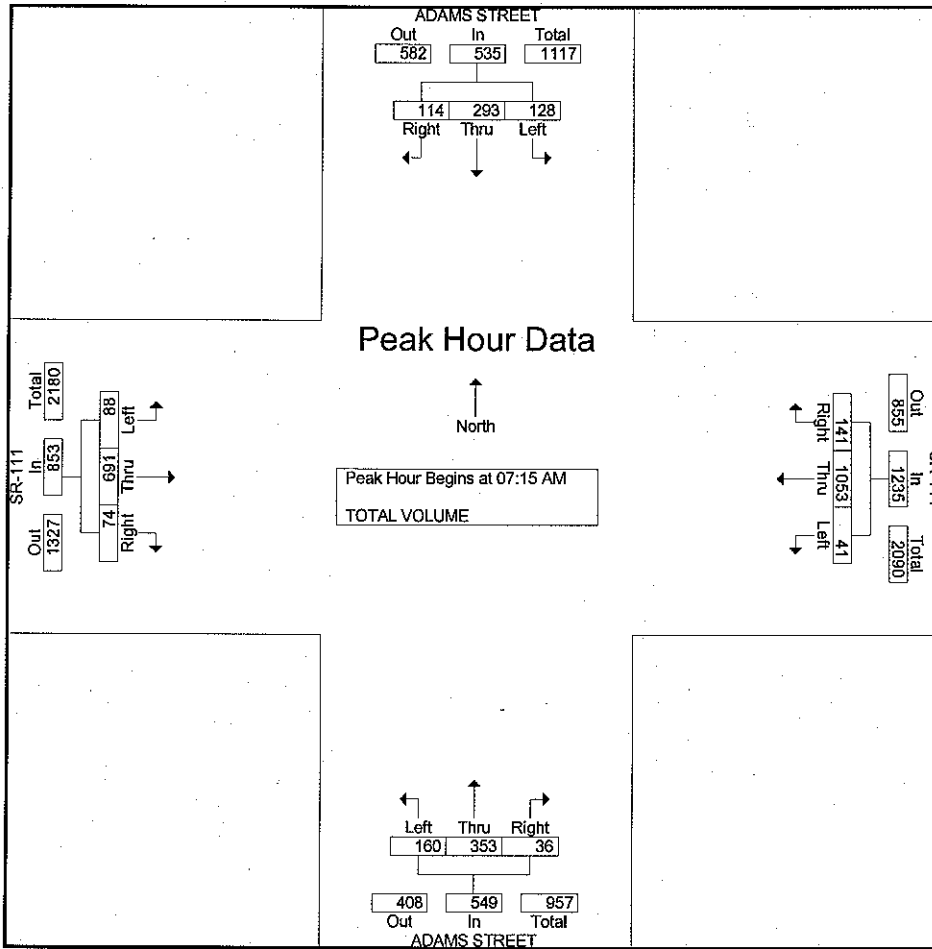 ADAMS STREET
Out In Total
582 535 1117
114 293 128
Right Thru Left
Peak Hour Data
North
Peak Hour Begins at 07:15 AM
TOTAL VOLUME
SR-111
Total In Out
2180 853 1327
88 691 74
Left Thru Right
Out In Total
855 1235 2090
141 1053 41
Right Thru Left
Left Thru Right
160 353 36
408 549 957
Out In Total
ADAMS STREET